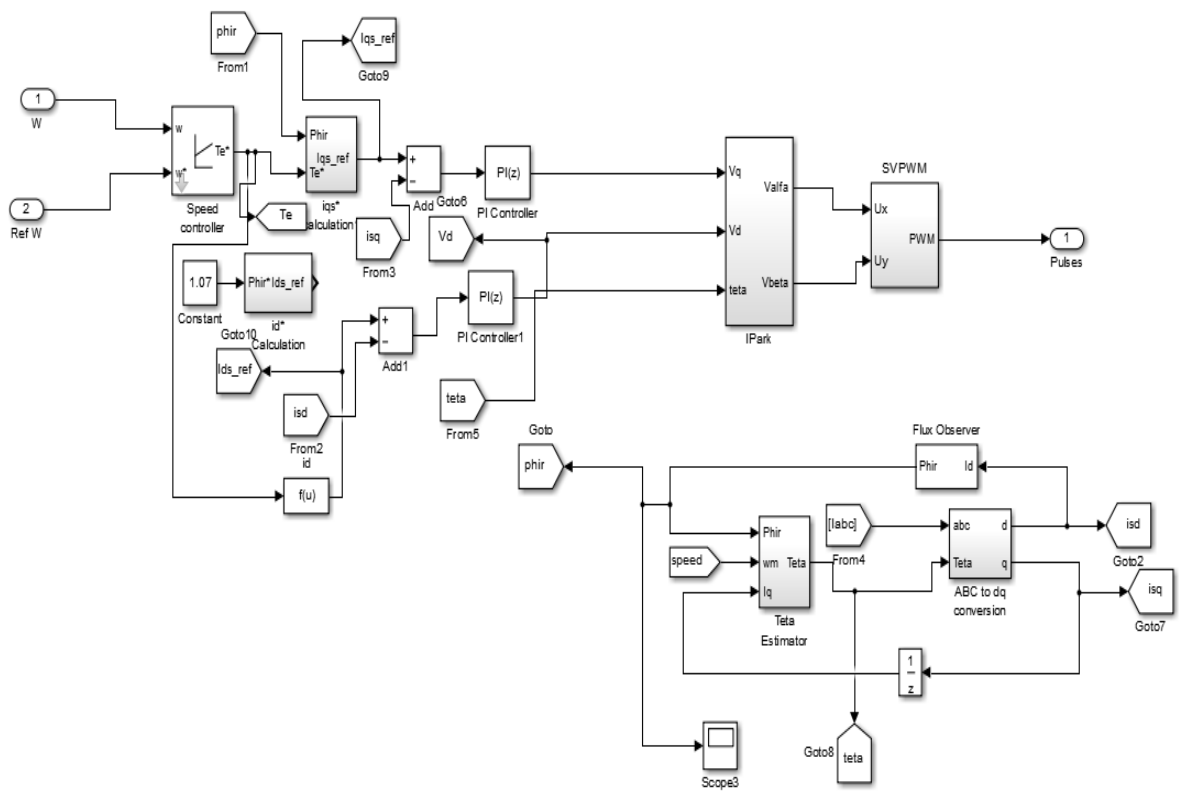 phir
From1
Iqs_ref
Goto9
1
W
2
Ref W
w
w*
Te*
Speed
controller
Te
Phir
Iqs_ref
Te*
iqs*
alculation
+
−
Add
isq
From3
Goto6
PI(z)
PI Controller
Vd
1.07
Constant
Phir* Ids_ref
id*
Calculation
Goto10
Ids_ref
+
−
Add1
PI(z)
PI Controller1
isd
From2
id
f(u)
teta
From5
Vq
Vd
teta
Valfa
Vbeta
IPark
SVPWM
Ux
Uy
PWM
1
Pulses
Goto
phir
Flux Observer
Phir Id
[Iabc]
From4
speed
Phir
wm
Iq
Teta
Teta
Estimator
abc
Teta
d
q
ABC to dq
conversion
isd
Goto2
isq
Goto7
1
z
Scope3
Goto8
teta